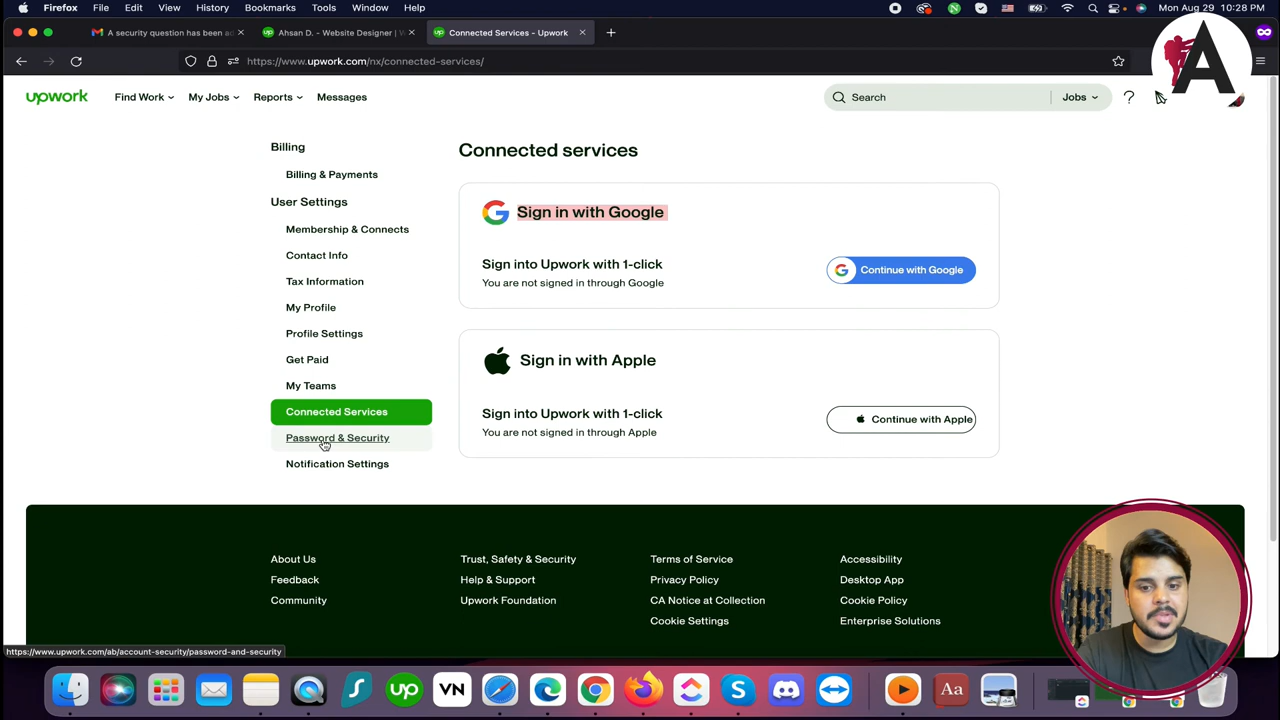 Firefox File Edit View History Bookmarks Tools Window Help Mon Aug 29 10:28 PM
A security question has been ad Ahsan D. - Website Designer | W Connected Services - Upwork
https://www.upwork.com/nx/connected-services/
A
upwork Find Work My Jobs Reports Messages Search Jobs ?
Billing
Billing & Payments
User Settings
Membership & Connects
Contact Info
Tax Information
My Profile
Profile Settings
Get Paid
My Teams
Connected Services
Password & Security
Notification Settings
Connected services
Sign in with Google
Sign into Upwork with 1-click
You are not signed in through Google
Continue with Google
Sign in with Apple
Sign into Upwork with 1-click
You are not signed in through Apple
Continue with Apple
About Us
Feedback
Community
Trust, Safety & Security
Help & Support
Upwork Foundation
Terms of Service
Privacy Policy
CA Notice at Collection
Cookie Settings
Accessibility
Desktop App
Cookie Policy
Enterprise Solutions
https://www.upwork.com/ab/account-security/password-and-security
up VN Aa